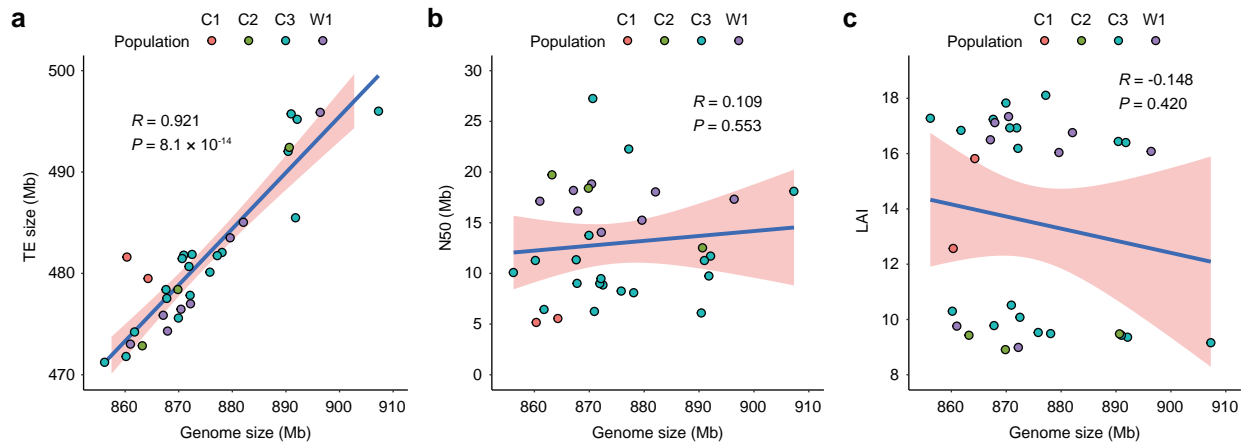 a
C1 C2 C3 W1
Population
500
490
480
470
TE size (Mb)
R = 0.921
P = 8.1 × 10-14
860 870 880 890 900 910
Genome size (Mb)
b
C1 C2 C3 W1
Population
30
25
20
15
10
5
0
N50 (Mb)
R = 0.109
P = 0.553
860 870 880 890 900 910
Genome size (Mb)
c
C1 C2 C3 W1
Population
18
16
14
12
10
8
LAI
R = -0.148
P = 0.420
860 870 880 890 900 910
Genome size (Mb)